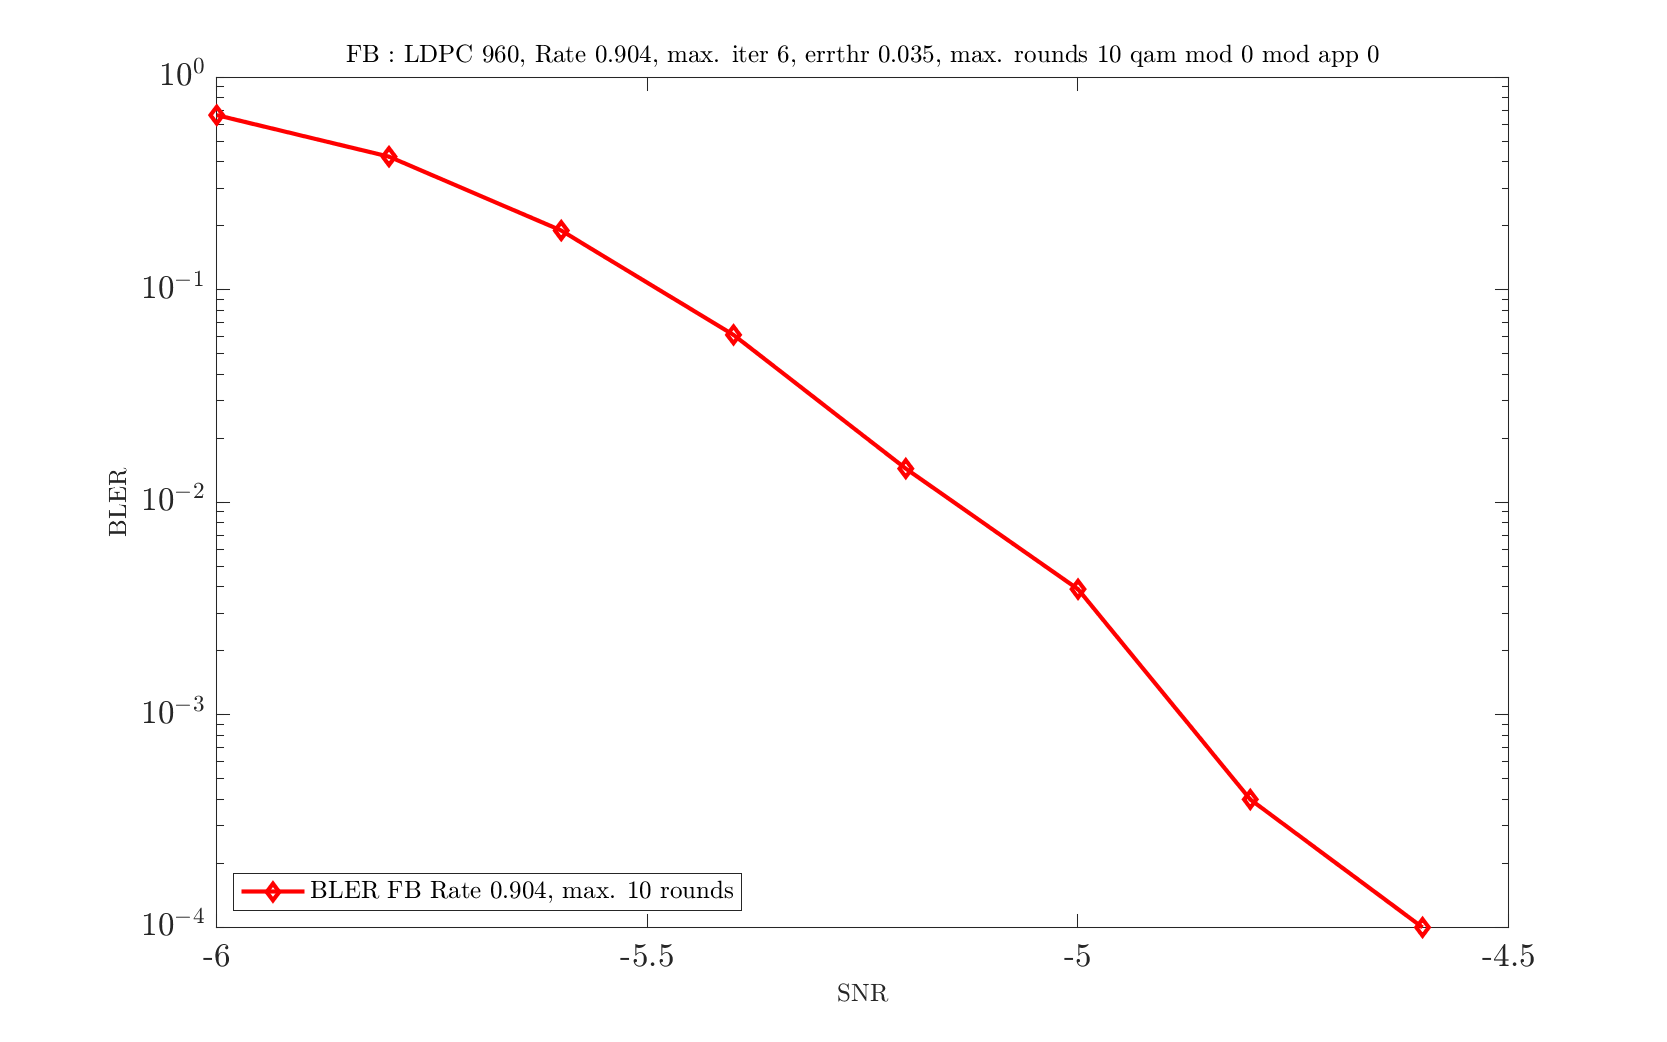 FB : LDPC 960, Rate 0.904, max. iter 6, errthr 0.035, max. rounds 10 qam mod 0 mod app 0
10⁰
10⁻¹
10⁻²
10⁻³
10⁻⁴
BLER
BLER FB Rate 0.904, max. 10 rounds
-6 -5.5 -5 -4.5
SNR